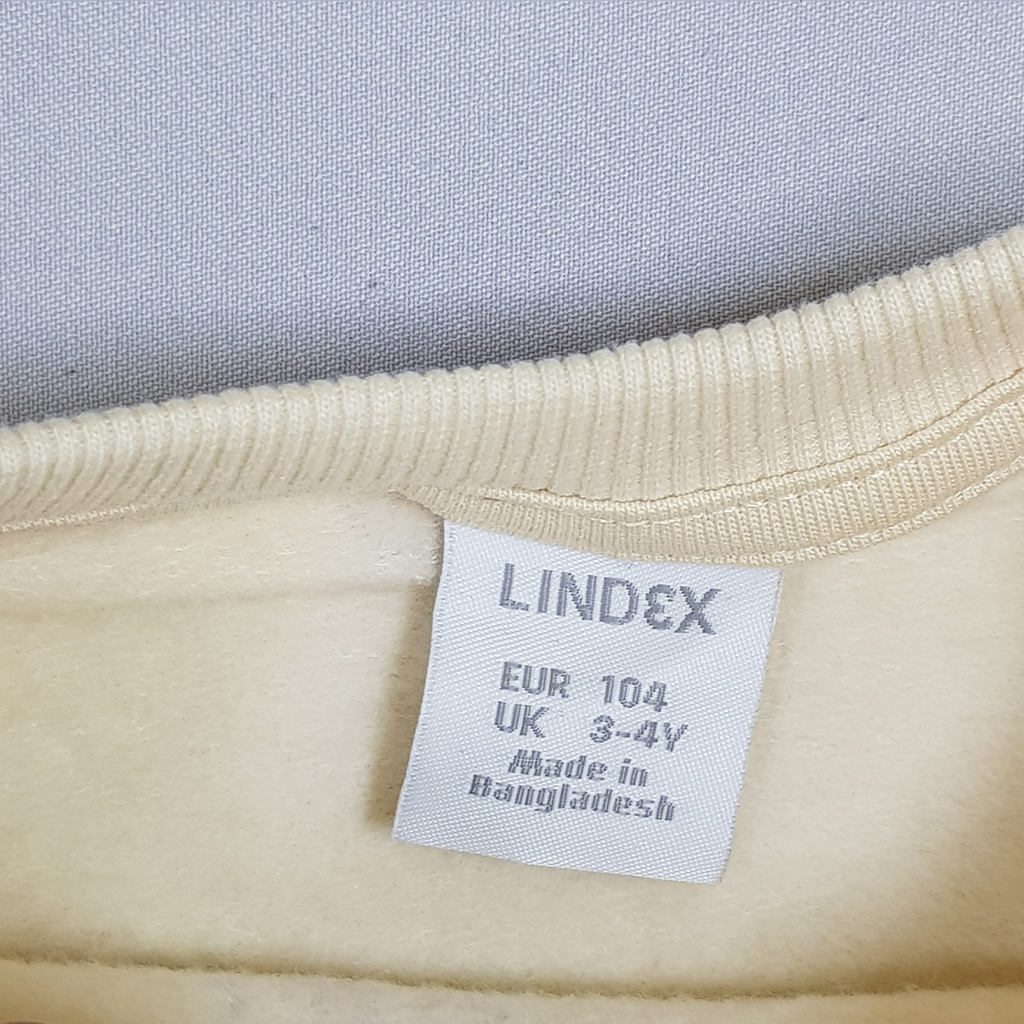 LINDEX
EUR 104
UK 3-4Y
Made in
Bangladesh